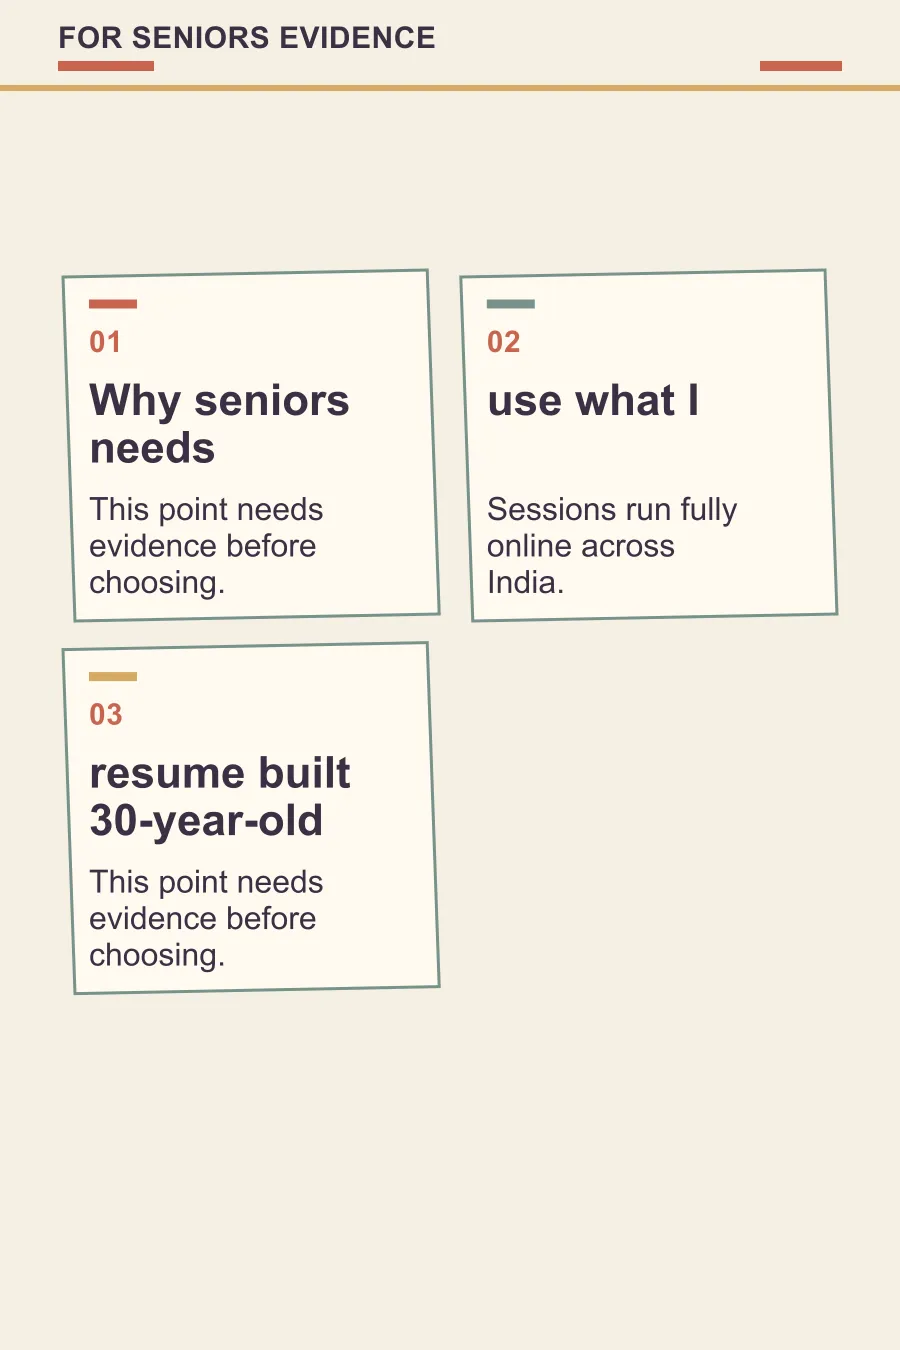 FOR SENIORS EVIDENCE
01
Why seniors
needs
This point needs
evidence before
choosing.
02
use what I
Sessions run fully
online across
India.
03
resume built
30-year-old
This point needs
evidence before
choosing.